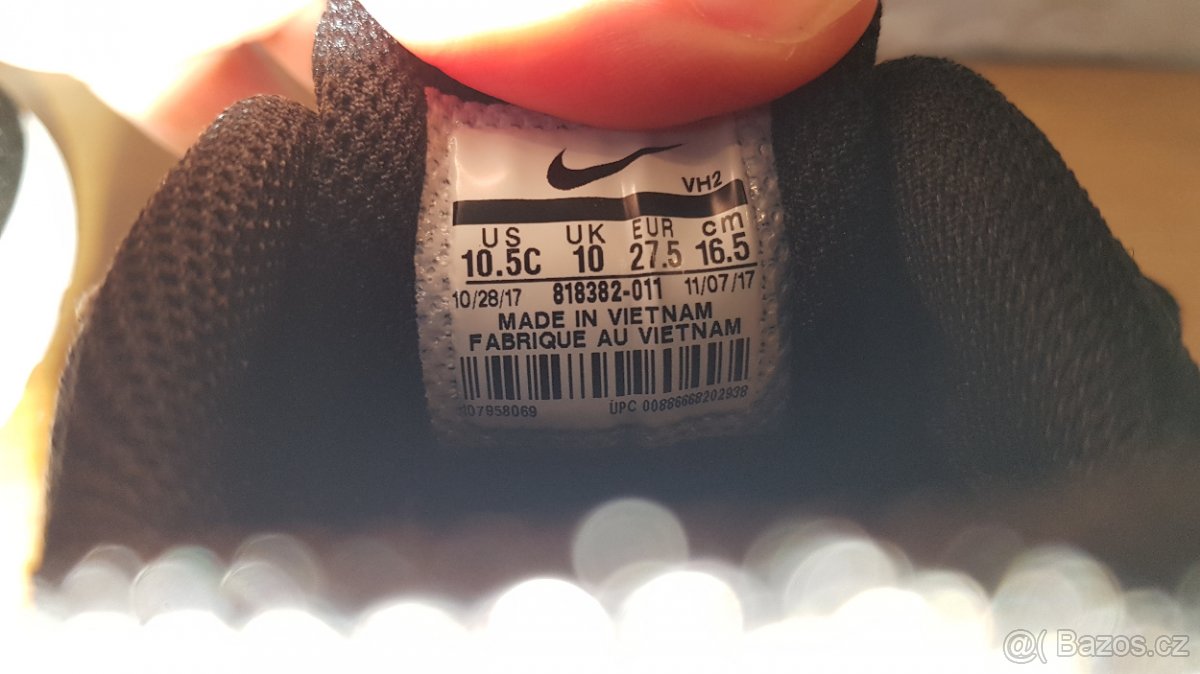 VH2
US UK EUR cm
10.5C 10 27.5 16.5
10/28/17 818382-011 11/07/17
MADE IN VIETNAM
FABRIQUE AU VIETNAM
UPC 00886668202938
@( Bazos.cz